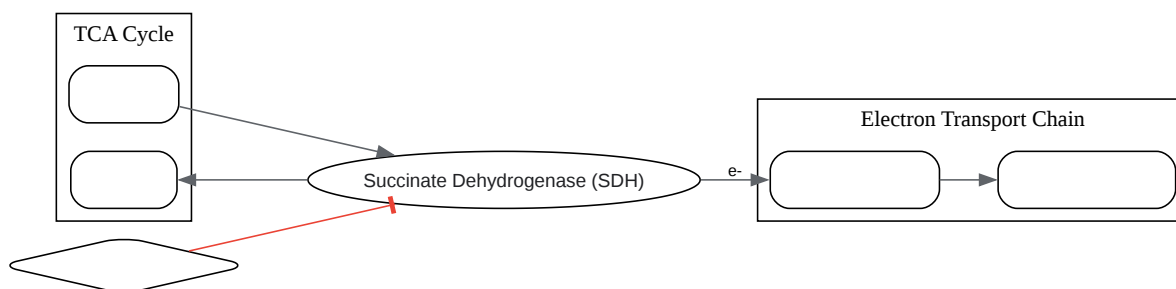 TCA Cycle
Electron Transport Chain
Succinate Dehydrogenase (SDH)
e-